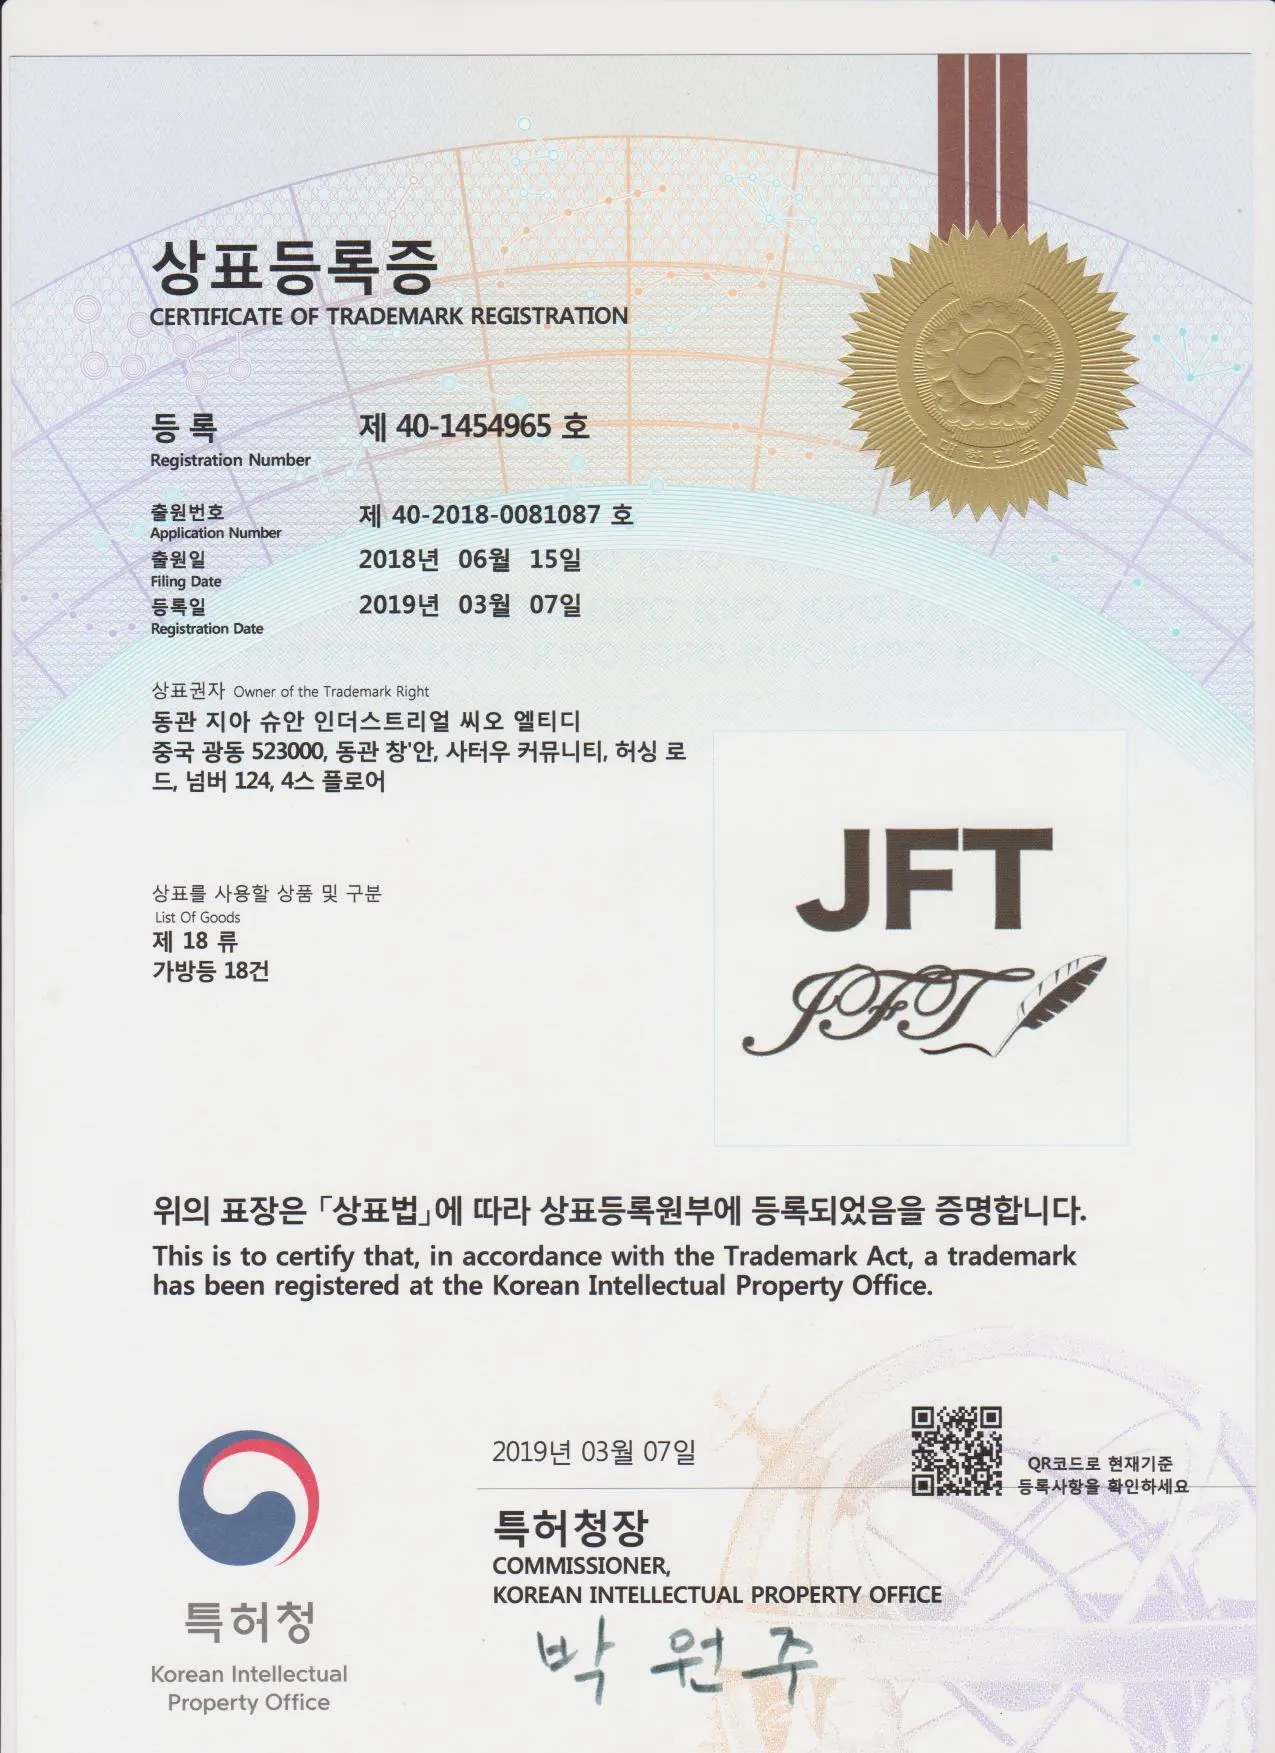 상표등록증
CERTIFICATE OF TRADEMARK REGISTRATION
등 록 제 40-1454965 호
Registration Number
출원번호 제 40-2018-0081087 호
Application Number
출원일 2018년 06월 15일
Filing Date
등록일 2019년 03월 07일
Registration Date
대한민국
상표권자 Owner of the Trademark Right
동관 지아 슈안 인더스트리얼 씨오 엘티디
중국 광동 523000, 동관 창'안, 사터우 커뮤니티, 허싱 로
드, 넘버 124, 4스 플로어
상표를 사용할 상품 및 구분
List Of Goods
제 18 류
가방등 18건
JFT
JFT
위의 표장은 「상표법」에 따라 상표등록원부에 등록되었음을 증명합니다.
This is to certify that, in accordance with the Trademark Act, a trademark
has been registered at the Korean Intellectual Property Office.
2019년 03월 07일
QR코드로 현재기준
등록사항을 확인하세요
특허청장
COMMISSIONER,
KOREAN INTELLECTUAL PROPERTY OFFICE
박 원 주
특허청
Korean Intellectual
Property Office